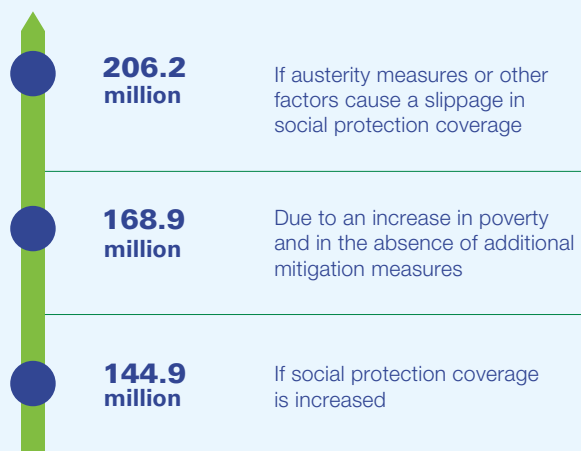 206.2
million
If austerity measures or other
factors cause a slippage in
social protection coverage
168.9
million
Due to an increase in poverty
and in the absence of additional
mitigation measures
144.9
million
If social protection coverage
is increased